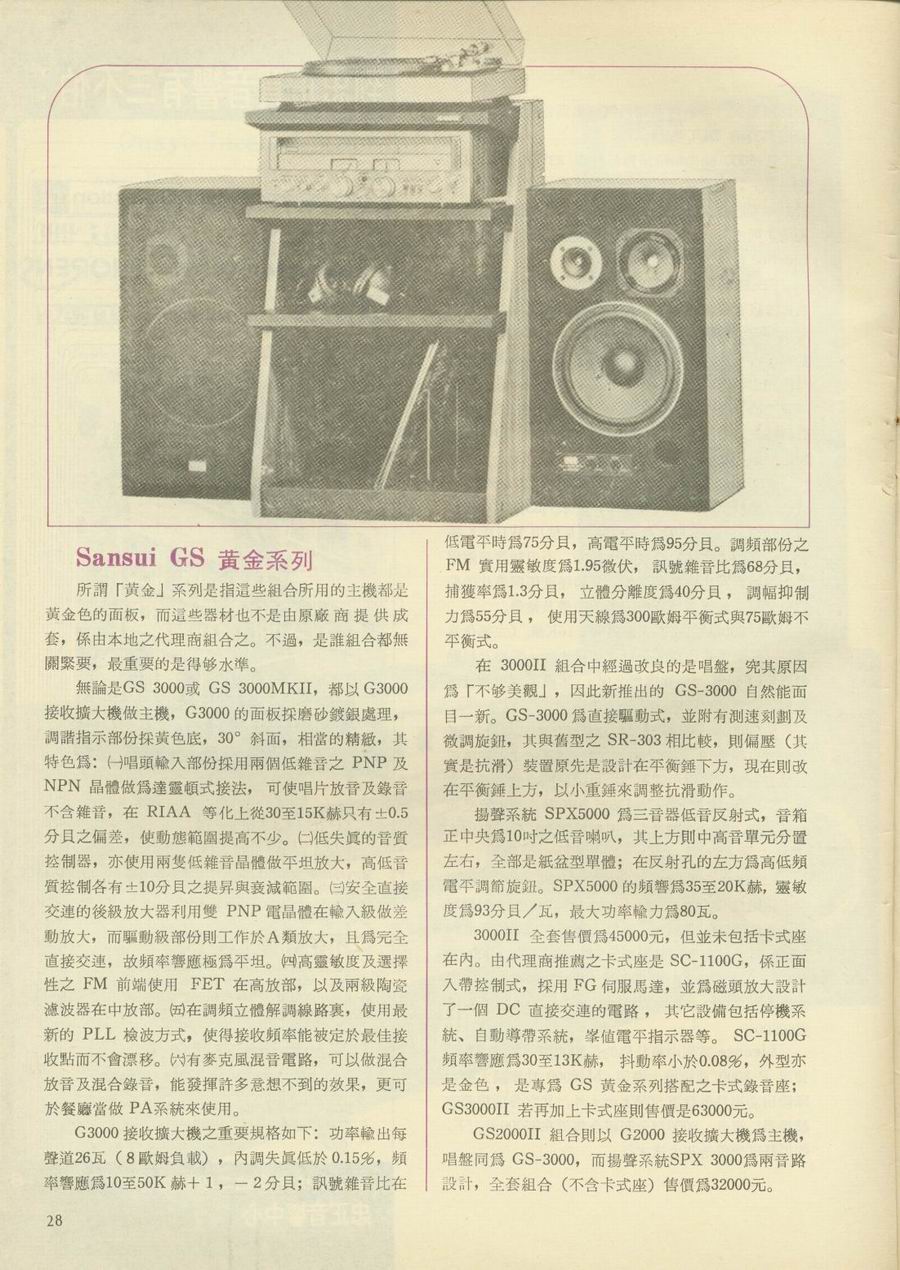 Sansui GS 黃金系列
所謂「黃金」系列是指這些組合所用的主機都是
黃金色的面板，而這些器材也不是由原廠商提供成
套，係由本地之代理商組合之。不過，是誰組合都無
關緊要，最重要的是得够水準。
無論是GS 3000或 GS 3000MKII，都以 G3000
接收擴大機做主機，G3000 的面板採磨砂鍍銀處理，
調諧指示部份採黃色底，30° 斜面，相當的精緻，其
特色爲：㈠唱頭輸入部份採用兩個低雜音之 PNP 及
NPN 晶體做爲達靈頓式接法，可使唱片放音及錄音
不含雜音，在 RIAA 等化上從30至15K赫只有±0.5
分貝之偏差，使動態範圍提高不少。㈡低失眞的音質
控制器，亦使用兩隻低雜音晶體做平坦放大，高低音
質控制各有±10分貝之提昇與衰減範圍。㈢安全直接
交連的後級放大器利用雙 PNP 電晶體在輸入級做差
動放大，而驅動級部份則工作於A類放大，且爲完全
直接交連，故頻率響應極爲平坦。㈣高靈敏度及選擇
性之 FM 前端使用 FET 在高放部，以及兩級陶瓷
濾波器在中放部。㈤在調頻立體解調線路裏，使用最
新的 PLL 檢波方式，使得接收頻率能被定於最佳接
收點而不會漂移。㈥有麥克風混音電路，可以做混合
放音及混合錄音，能發揮許多意想不到的效果，更可
於餐廳當做 PA系統來使用。
G3000 接收擴大機之重要規格如下：功率輸出每
聲道26瓦（8歐姆負載），內調失眞低於 0.15%，頻
率響應爲10至50K 赫＋1，－2分貝；訊號雜音比在
低電平時爲75分貝，高電平時爲95分貝。調頻部份之
FM 實用靈敏度爲1.95微伏，訊號雜音比爲68分貝，
捕獲率爲1.3分貝，立體分離度爲40分貝，調幅抑制
力爲55分貝，使用天線爲300歐姆平衡式與75歐姆不
平衡式。
在 3000II 組合中經過改良的是唱盤，究其原因
爲「不够美觀」，因此新推出的 GS-3000 自然能面
目一新。GS-3000 爲直接驅動式，並附有測速刻劃及
微調旋鈕，其與舊型之 SR-303 相比較，則偏壓（其
實是抗滑）裝置原先是設計在平衡錘下方，現在則改
在平衡錘上方，以小重錘來調整抗滑動作。
揚聲系統 SPX5000 爲三音器低音反射式，音箱
正中央爲10吋之低音喇叭，其上方則中高音單元分置
左右，全部是紙盆型單體；在反射孔的左方爲高低頻
電平調節旋鈕。SPX5000 的頻響爲35至20K赫，靈敏
度爲93分貝／瓦，最大功率輸力爲80瓦。
3000II 全套售價爲45000元，但並未包括卡式座
在內。由代理商推薦之卡式座是 SC-1100G，係正面
入帶控制式，採用 FG 伺服馬達，並爲磁頭放大設計
了一個 DC 直接交連的電路，其它設備包括停機系
統、自動導帶系統，峯值電平指示器等。 SC-1100G
頻率響應爲30至13K赫，抖動率小於0.08%，外型亦
是金色，是專爲 GS 黃金系列搭配之卡式錄音座；
GS3000II 若再加上卡式座則售價是63000元。
GS2000II 組合則以 G2000 接收擴大機爲主機，
唱盤同爲 GS-3000，而揚聲系統SPX 3000爲兩音路
設計，全套組合（不含卡式座）售價爲32000元。
28